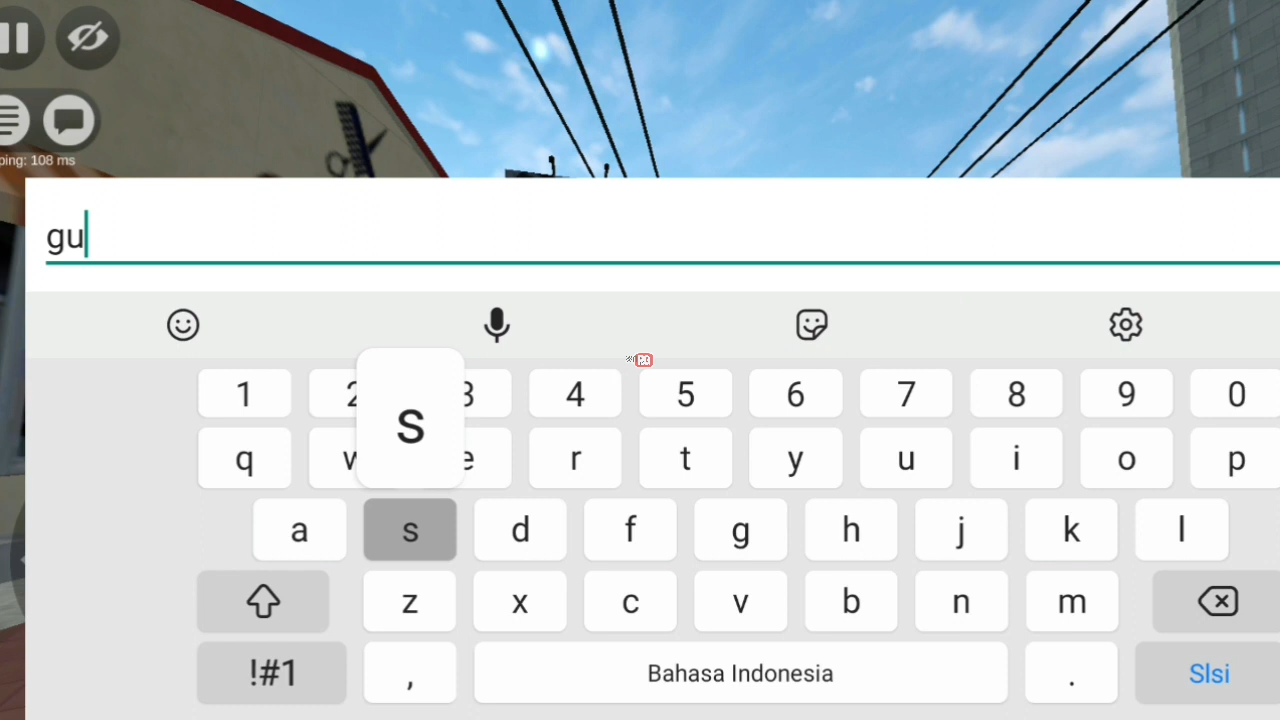 ping: 108 ms
gu
s
1 2 3 4 5 6 7 8 9 0
q w e r t y u i o p
a s d f g h j k l
z x c v b n m
!#1 , Bahasa Indonesia . Slsi